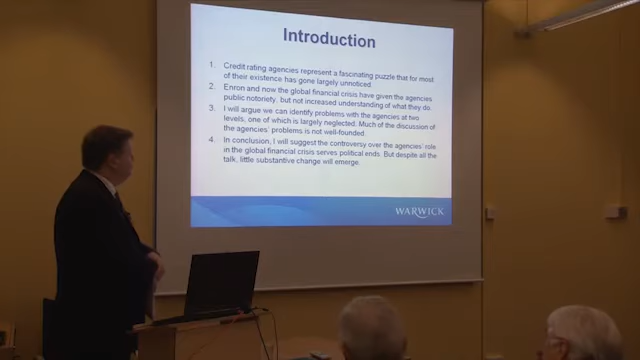 Introduction
1. Credit rating agencies represent a fascinating puzzle that for most
of their existence has gone largely unnoticed.
2. Enron and now the global financial crisis have given the agencies
public notoriety, but not increased understanding of what they do.
3. I will argue we can identify problems with the agencies at two
levels, one of which is largely neglected. Much of the discussion of
the agencies' problems is not well-founded.
4. In conclusion, I will suggest the controversy over the agencies' role
in the global financial crisis serves political ends. But despite all the
talk, little substantive change will emerge.
WARWICK